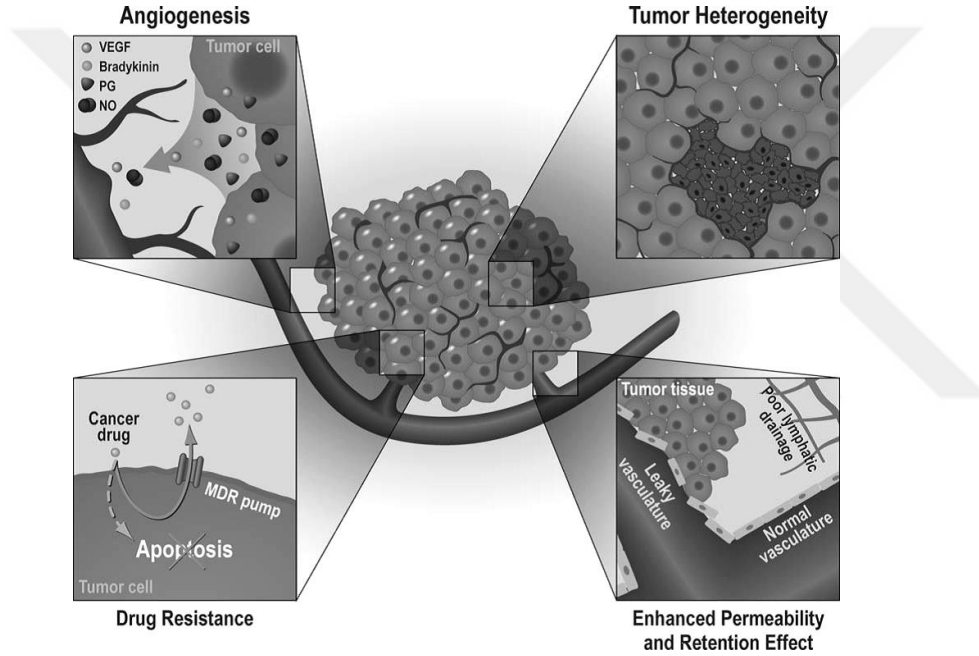 Angiogenesis
VEGF
Bradykinin
PG
NO
Tumor cell
Tumor Heterogeneity
Cancer
drug
MDR pump
Apoptosis
Tumor cell
Drug Resistance
Tumor tissue
Poor lymphatic
drainage
Leaky
vasculature
Normal
vasculature
Enhanced Permeability
and Retention Effect